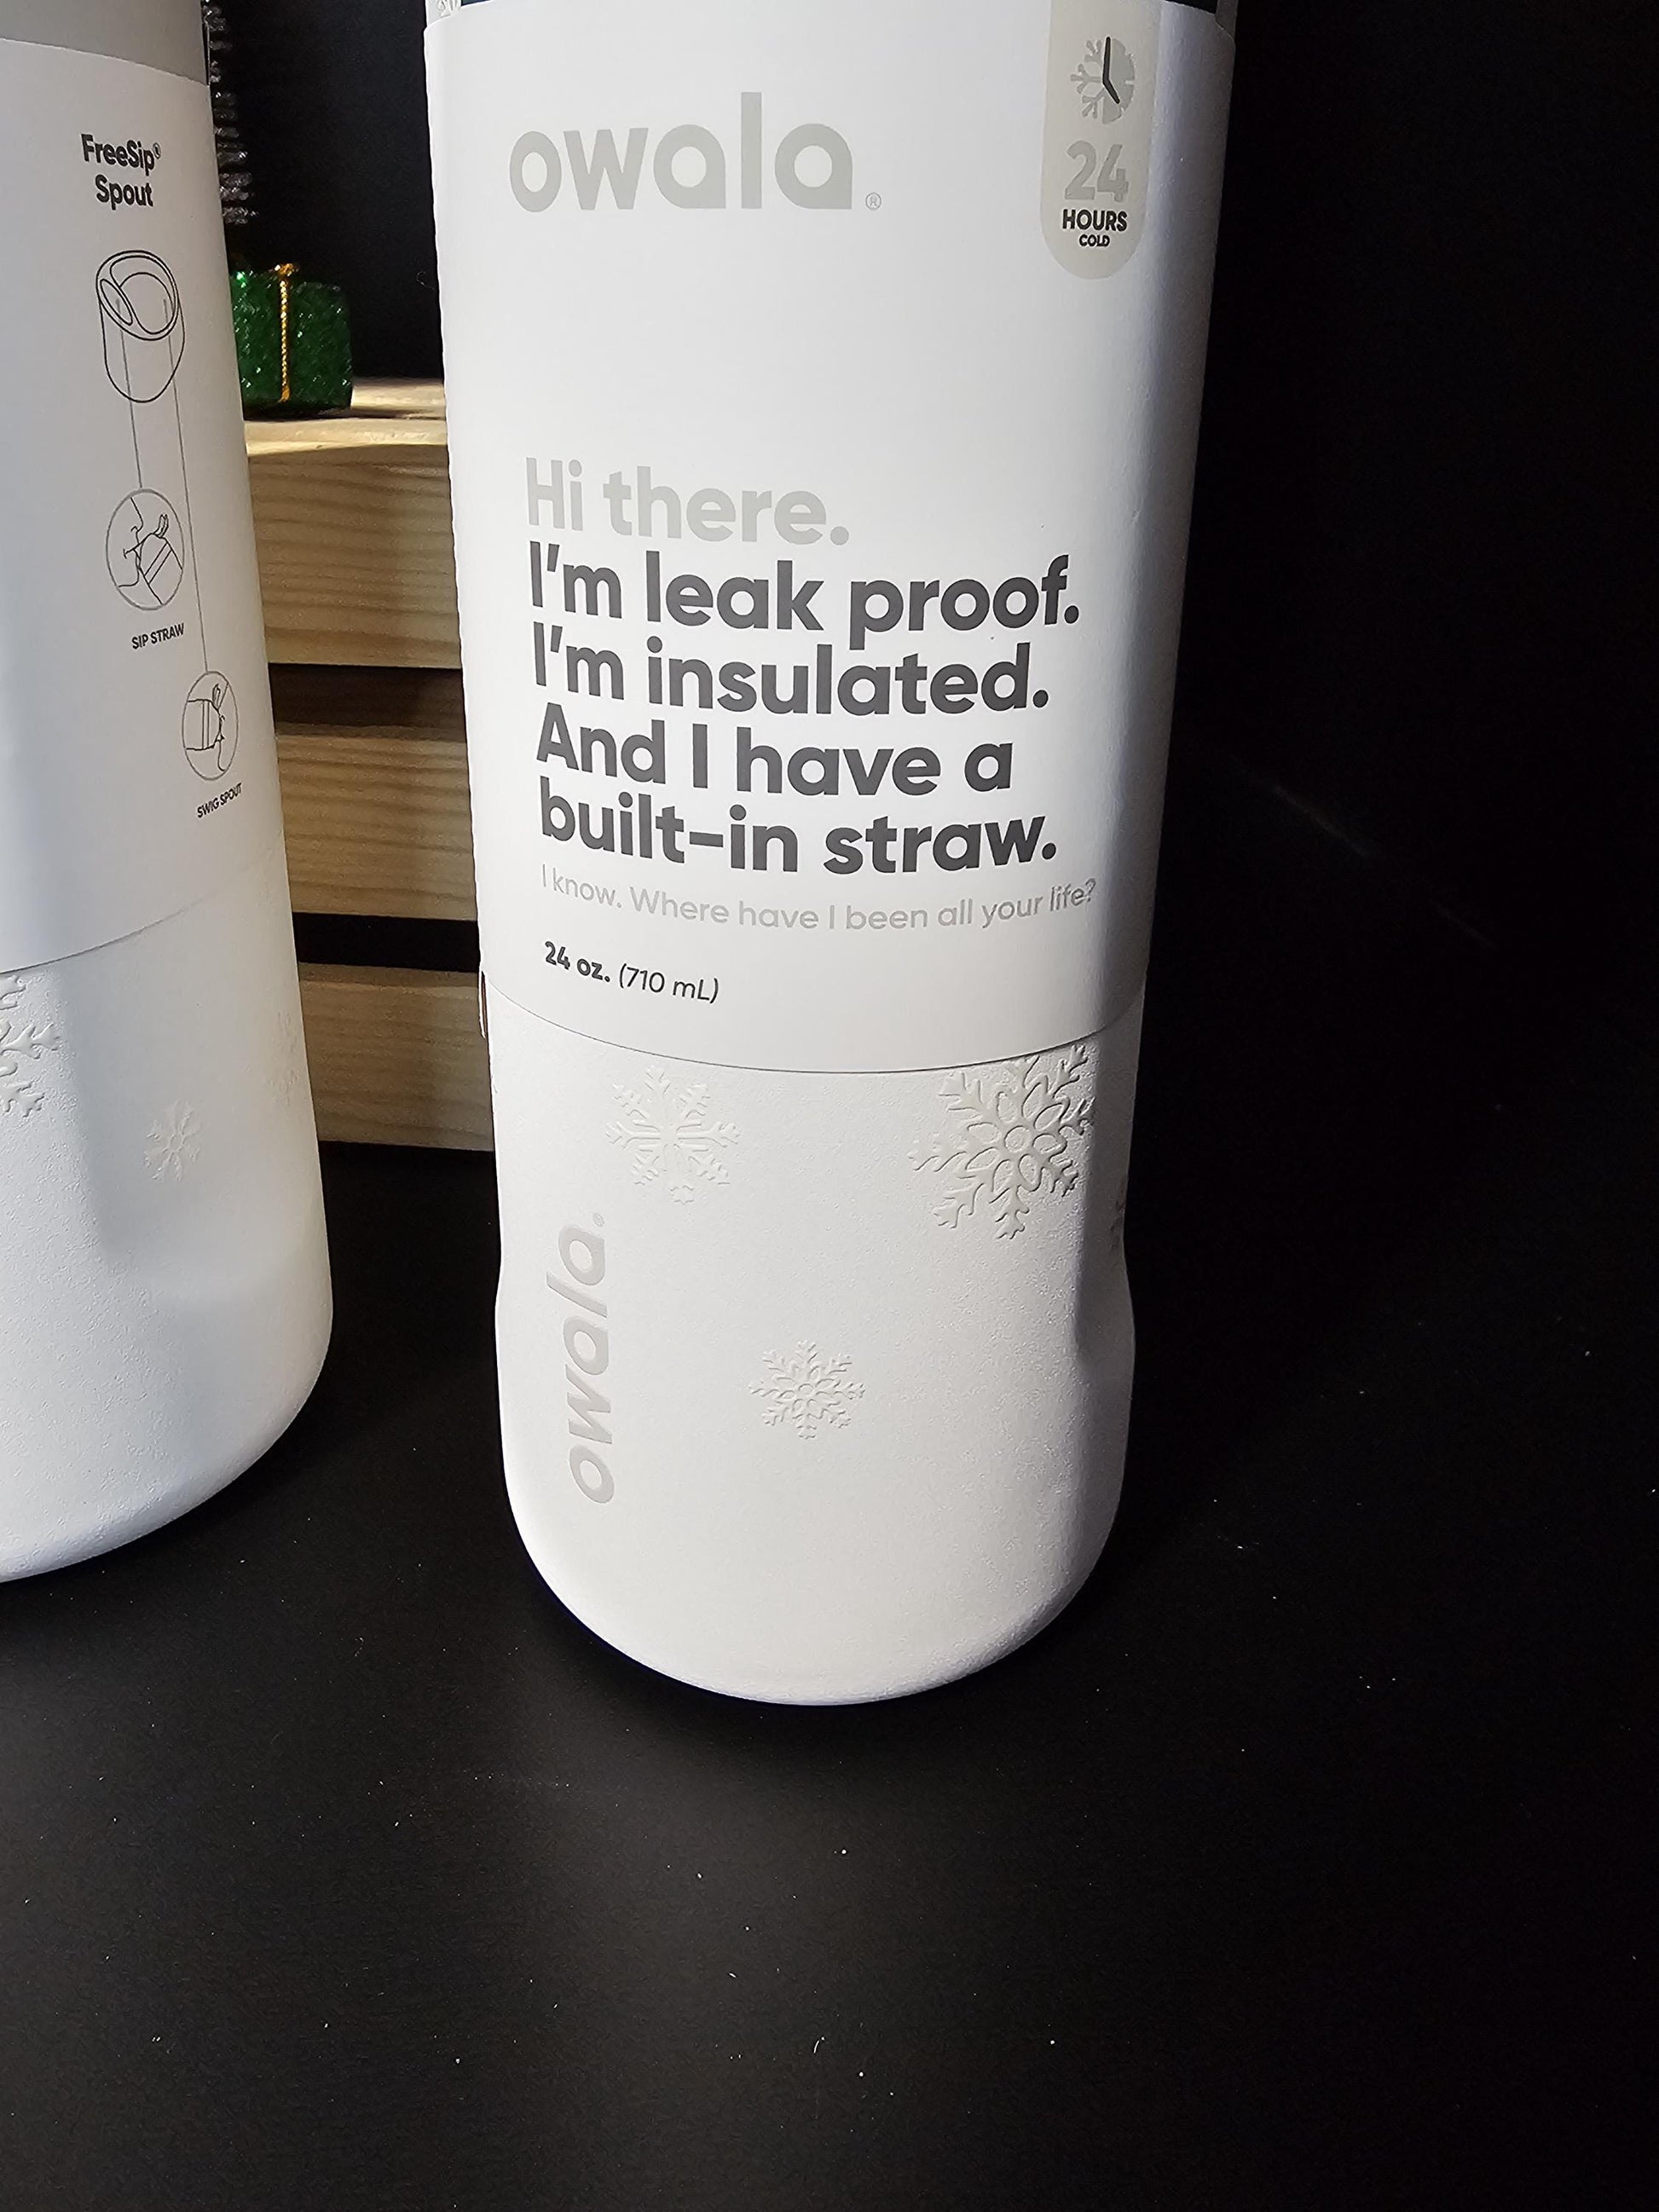 FreeSip®
Spout
SIP STRAW
SWIG SPOUT
owala®
24
HOURS
COLD
Hi there.
I'm leak proof.
I'm insulated.
And I have a
built-in straw.
I know. Where have I been all your life?
24 oz. (710 mL)
owala®